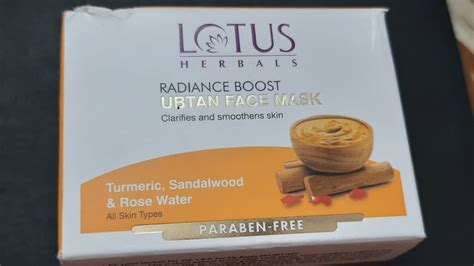 LOTUS
HERBALS
RADIANCE BOOST
UBTAN FACE MASK
Clarifies and smoothens skin
Turmeric, Sandalwood
& Rose Water
All Skin Types
PARABEN-FREE